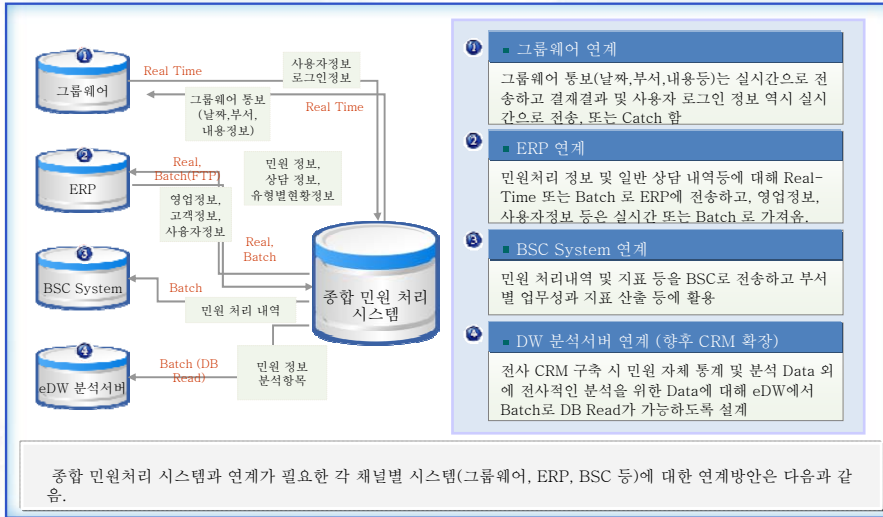 1
그룹웨어
Real Time
사용자정보
로그인정보
그룹웨어 통보
(날짜,부서,
내용정보)
Real Time
2
ERP
Real,
Batch(FTP)
민원 정보,
상담 정보,
유형별현황정보
영업정보,
고객정보,
사용자정보
Real,
Batch
3
BSC System
Batch
민원 처리 내역
종합 민원 처리
시스템
4
eDW 분석서버
Batch (DB
Read)
민원 정보
분석항목
1
▪ 그룹웨어 연계
그룹웨어 통보(날짜,부서,내용등)는 실시간으로 전
송하고 결재결과 및 사용자 로그인 정보 역시 실시
간으로 전송, 또는 Catch 함
2
▪ ERP 연계
민원처리 정보 및 일반 상담 내역등에 대해 Real-
Time 또는 Batch 로 ERP에 전송하고, 영업정보,
사용자정보 등은 실시간 또는 Batch 로 가져옴.
3
▪ BSC System 연계
민원 처리내역 및 지표 등을 BSC로 전송하고 부서
별 업무성과 지표 산출 등에 활용
4
▪ DW 분석서버 연계 (향후 CRM 확장)
전사 CRM 구축 시 민원 자체 통계 및 분석 Data 외
에 전사적인 분석을 위한 Data에 대해 eDW에서
Batch로 DB Read가 가능하도록 설계
종합 민원처리 시스템과 연계가 필요한 각 채널별 시스템(그룹웨어, ERP, BSC 등)에 대한 연계방안은 다음과 같
음.